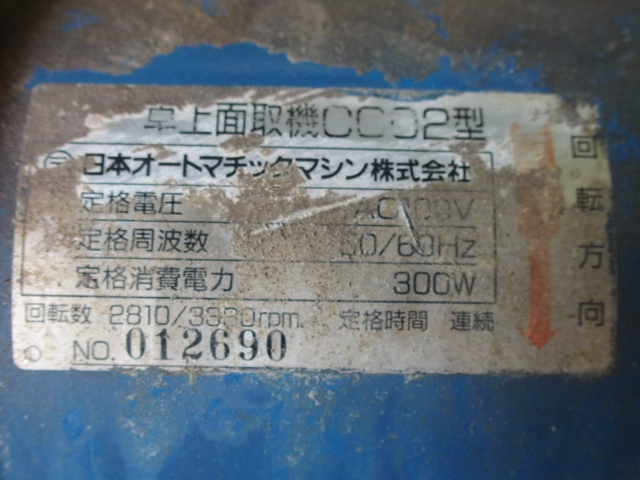 卓上面取機CC02型
日本オートマチックマシン株式会社
定格電圧 AC100V
定格周波数 50/60Hz
定格消費電力 300W
回転数 2810/3380rpm. 定格時間 連続
NO. 012690
回転方向